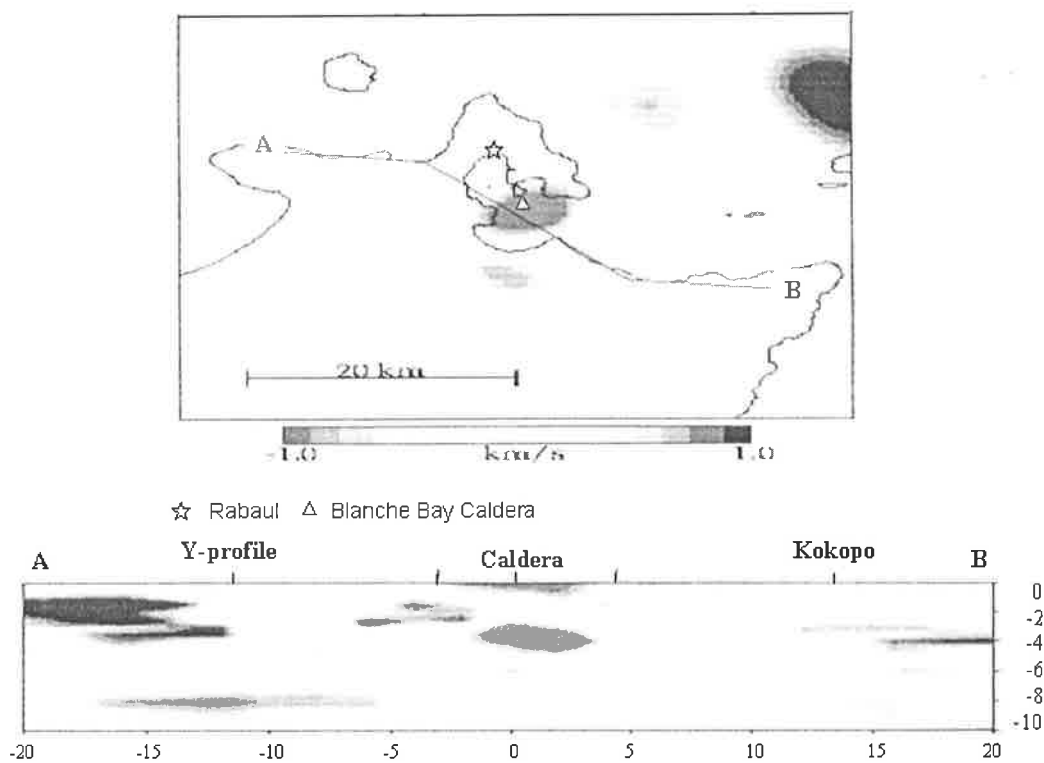 A
B
20 km
-1.0 km/s 1.0
☆ Rabaul △ Blanche Bay Caldera
A Y-profile Caldera Kokopo B
0
-2
-4
-6
-8
-10
-20 -15 -10 -5 0 5 10 15 20